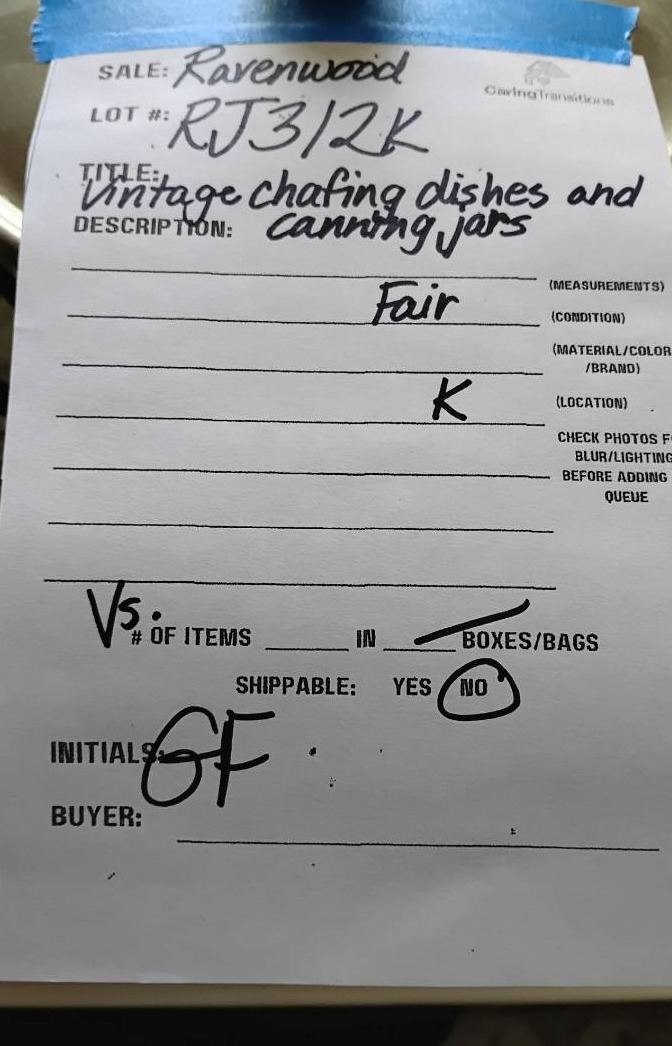 SALE: Ravenwood
CaringTransitions
LOT #: RJ312K
TITLE: Vintage chafing dishes and
DESCRIPTION: canning jars
(MEASUREMENTS)
Fair (CONDITION)
(MATERIAL/COLOR
/BRAND)
K (LOCATION)
CHECK PHOTOS F
BLUR/LIGHTING
BEFORE ADDING
QUEUE
Vs. # OF ITEMS IN BOXES/BAGS
SHIPPABLE: YES NO
INITIALS: GF
BUYER: